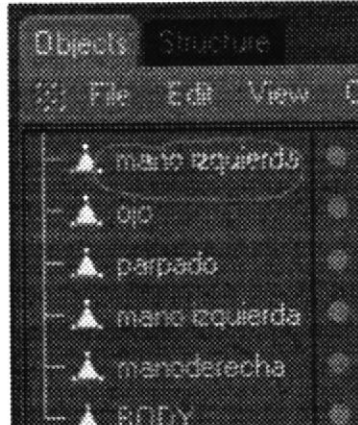 Objects Structure
File Edit View
mano izquierda
ojo
parpado
mano izquierda
manoderecha
BODY